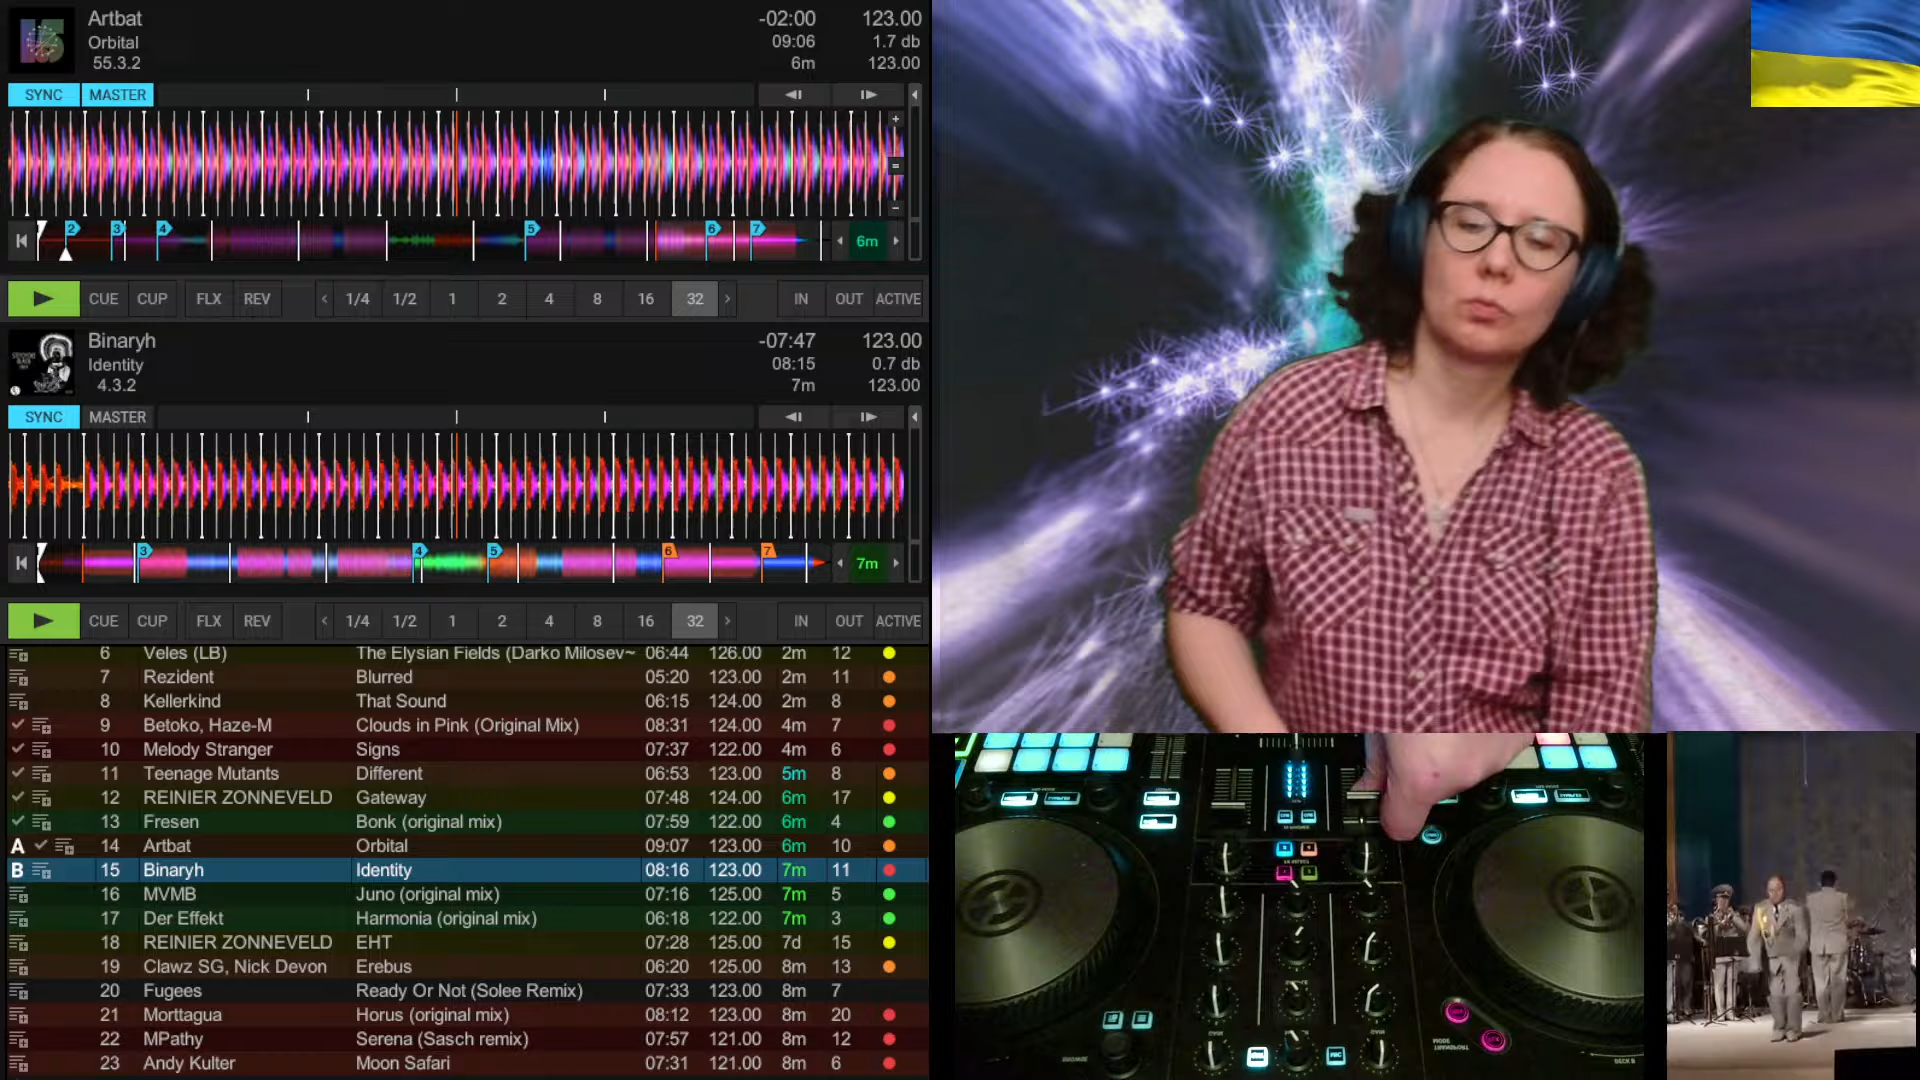 Artbat -02:00 123.00
Orbital 09:06 1.7 db
55.3.2 6m 123.00
SYNC MASTER
2 3 4 5 6 7 6m
CUE CUP FLX REV 1/4 1/2 1 2 4 8 16 32 IN OUT ACTIVE
Binaryh -07:47 123.00
Identity 08:15 0.7 db
4.3.2 7m 123.00
SYNC MASTER
3 4 5 6 7 7m
CUE CUP FLX REV 1/4 1/2 1 2 4 8 16 32 IN OUT ACTIVE
6 Veles (LB) The Elysian Fields (Darko Milosev~ 06:44 126.00 2m 12
7 Rezident Blurred 05:20 123.00 2m 11
8 Kellerkind That Sound 06:15 124.00 2m 8
9 Betoko, Haze-M Clouds in Pink (Original Mix) 08:31 124.00 4m 7
10 Melody Stranger Signs 07:37 122.00 4m 6
11 Teenage Mutants Different 06:53 123.00 5m 8
12 REINIER ZONNEVELD Gateway 07:48 124.00 6m 17
13 Fresen Bonk (original mix) 07:59 122.00 6m 4
A 14 Artbat Orbital 09:07 123.00 6m 10
B 15 Binaryh Identity 08:16 123.00 7m 11
16 MVMB Juno (original mix) 07:16 125.00 7m 5
17 Der Effekt Harmonia (original mix) 06:18 122.00 7m 3
18 REINIER ZONNEVELD EHT 07:28 125.00 7d 15
19 Clawz SG, Nick Devon Erebus 06:20 125.00 8m 13
20 Fugees Ready Or Not (Solee Remix) 07:33 123.00 8m 7
21 Morttagua Horus (original mix) 08:12 123.00 8m 20
22 MPathy Serena (Sasch remix) 07:57 121.00 8m 12
23 Andy Kulter Moon Safari 07:31 121.00 8m 6
DECK B